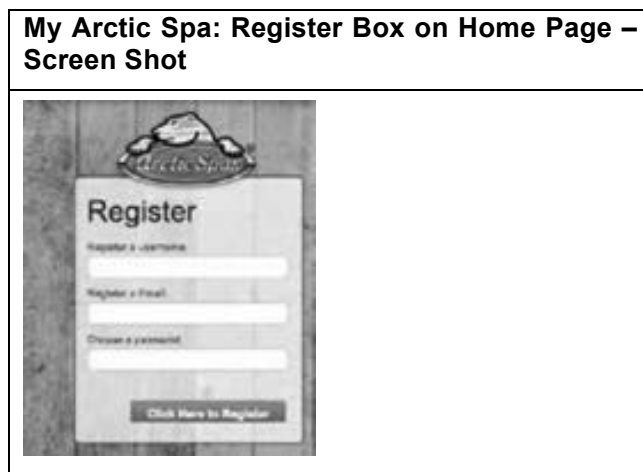 My Arctic Spa: Register Box on Home Page –
Screen Shot
Arctic Spas
Register
Register a username
Register a Email
Choose a password
Click Here to Register